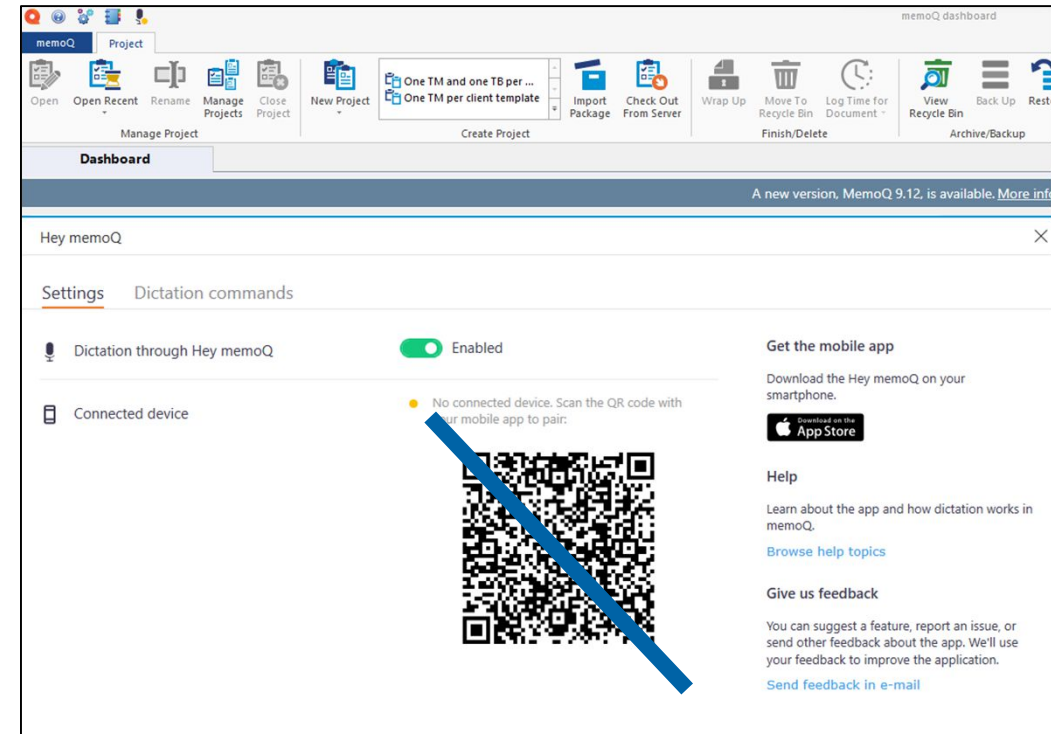 memoQ dashboard
memoQ Project
Open
Open Recent
Rename
Manage Projects
Close Project
New Project
One TM and one TB per ...
One TM per client template
Import Package
Check Out From Server
Wrap Up
Move To Recycle Bin
Log Time for Document
View Recycle Bin
Back Up
Manage Project
Create Project
Finish/Delete
Archive/Backup
Dashboard
A new version, MemoQ 9.12, is available. More info
Hey memoQ
Settings Dictation commands
Dictation through Hey memoQ
Enabled
Connected device
No connected device. Scan the QR code with
your mobile app to pair:
Get the mobile app
Download the Hey memoQ on your
smartphone.
Download on the
App Store
Help
Learn about the app and how dictation works in
memoQ.
Browse help topics
Give us feedback
You can suggest a feature, report an issue, or
send other feedback about the app. We'll use
your feedback to improve the application.
Send feedback in e-mail